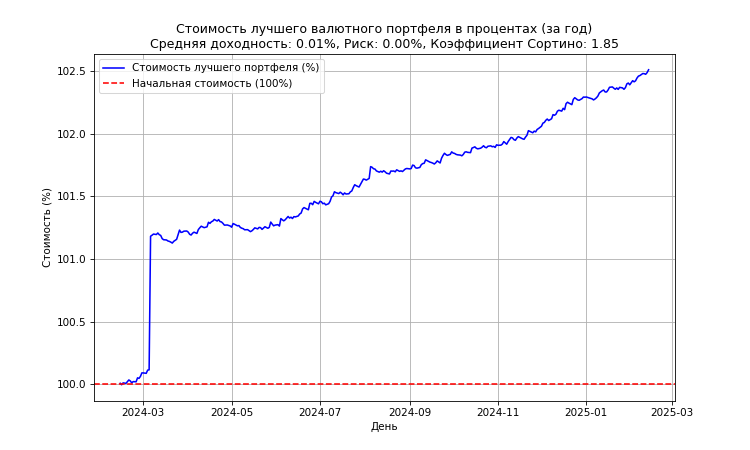 Стоимость лучшего валютного портфеля в процентах (за год)
Средняя доходность: 0.01%, Риск: 0.00%, Коэффициент Сортино: 1.85
Стоимость лучшего портфеля (%)
Начальная стоимость (100%)
Стоимость (%)
102.5
102.0
101.5
101.0
100.5
100.0
2024-03 2024-05 2024-07 2024-09 2024-11 2025-01 2025-03
День